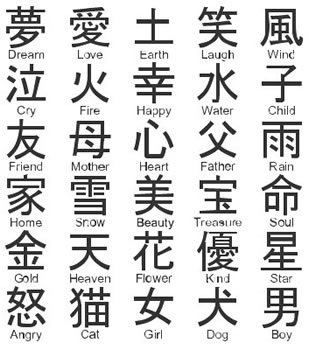 夢 愛 土 笑 風
Dream Love Earth Laugh Wind
泣 火 幸 水 子
Cry Fire Happy Water Child
友 母 心 父 雨
Friend Mother Heart Father Rain
家 雪 美 宝 命
Home Snow Beauty Treasure Soul
金 天 花 優 星
Gold Heaven Flower Kind Star
怒 猫 女 犬 男
Angry Cat Girl Dog Boy